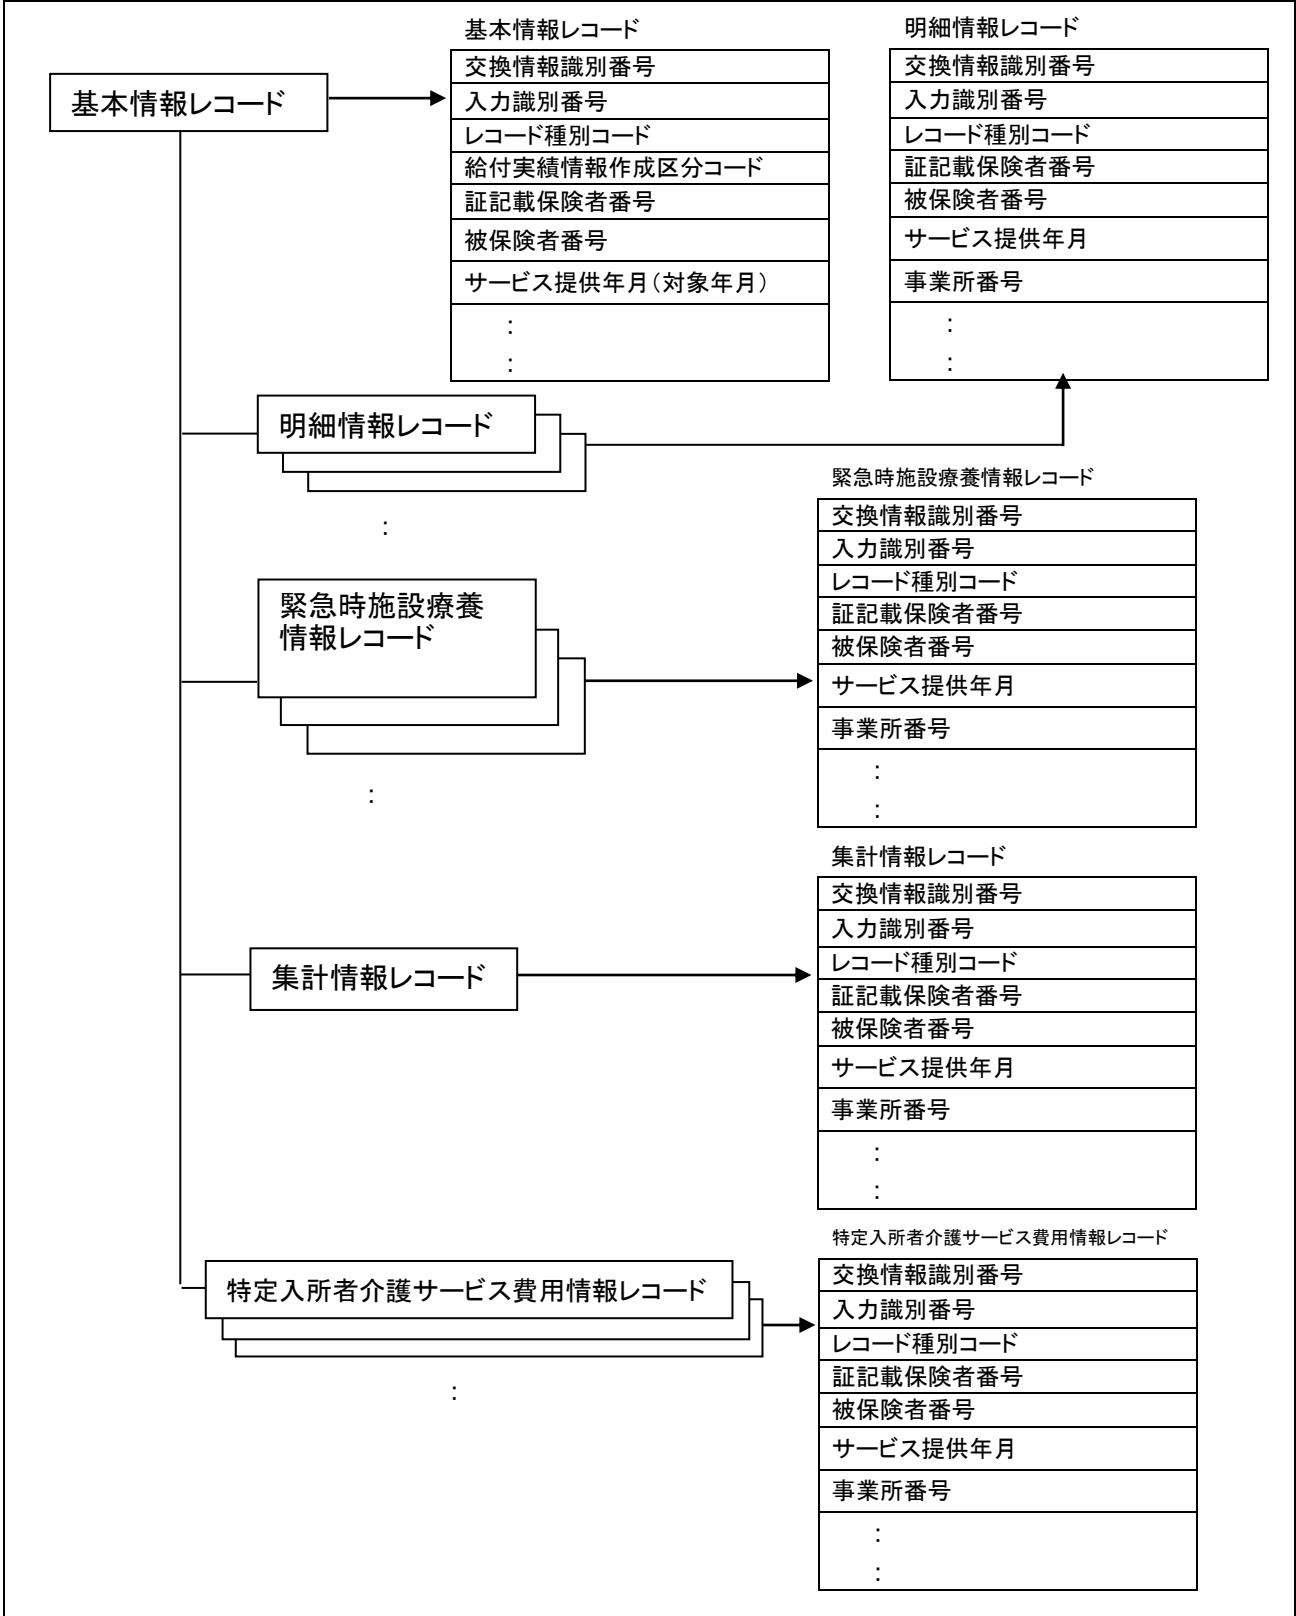 基本情報レコード
基本情報レコード
交換情報識別番号
入力識別番号
レコード種別コード
給付実績情報作成区分コード
証記載保険者番号
被保険者番号
サービス提供年月（対象年月）
：
：
明細情報レコード
交換情報識別番号
入力識別番号
レコード種別コード
証記載保険者番号
被保険者番号
サービス提供年月
事業所番号
：
：
明細情報レコード
：
緊急時施設療養
情報レコード
：
緊急時施設療養情報レコード
交換情報識別番号
入力識別番号
レコード種別コード
証記載保険者番号
被保険者番号
サービス提供年月
事業所番号
：
：
集計情報レコード
集計情報レコード
交換情報識別番号
入力識別番号
レコード種別コード
証記載保険者番号
被保険者番号
サービス提供年月
事業所番号
：
：
特定入所者介護サービス費用情報レコード
：
特定入所者介護サービス費用情報レコード
交換情報識別番号
入力識別番号
レコード種別コード
証記載保険者番号
被保険者番号
サービス提供年月
事業所番号
：
：